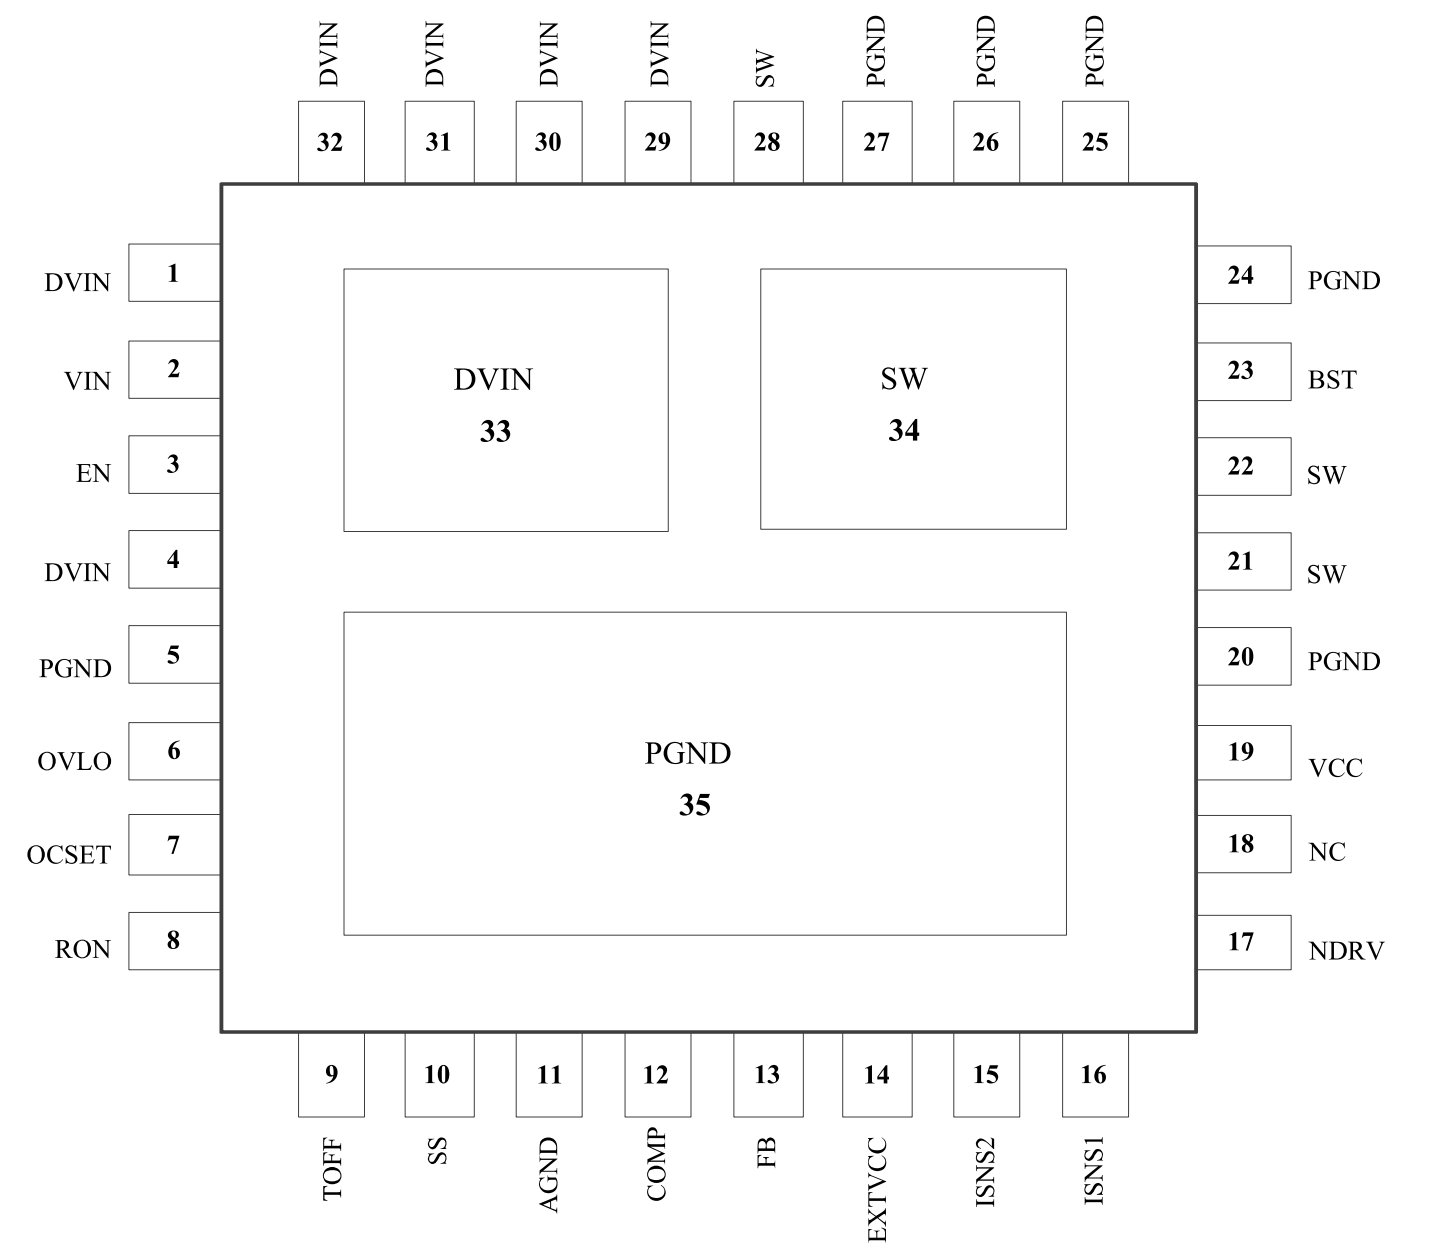 DVIN
DVIN
DVIN
DVIN
SW
PGND
PGND
PGND
32
31
30
29
28
27
26
25
DVIN 1
VIN 2
EN 3
DVIN 4
PGND 5
OVLO 6
OCSET 7
RON 8
DVIN
33
SW
34
PGND
35
24 PGND
23 BST
22 SW
21 SW
20 PGND
19 VCC
18 NC
17 NDRV
9
10
11
12
13
14
15
16
TOFF
SS
AGND
COMP
FB
EXTVCC
ISNS2
ISNS1